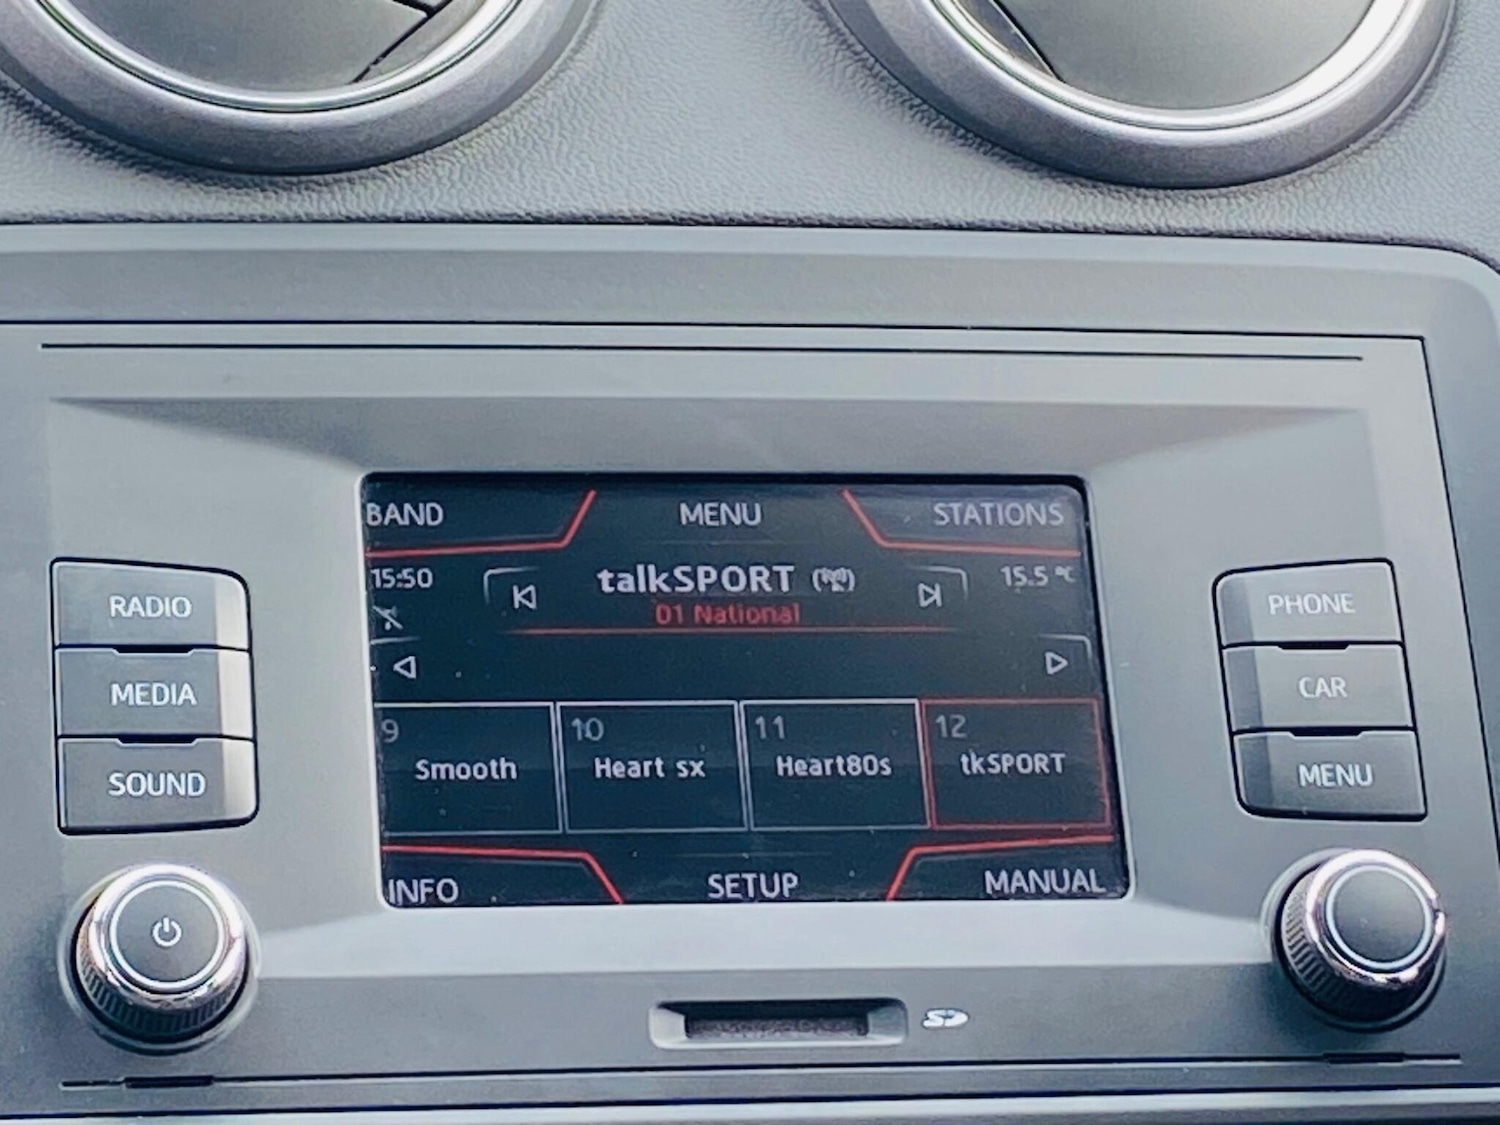 BAND MENU STATIONS
15:50 talkSPORT 15.5 °C
01 National
9 10 11 12
Smooth Heart sx Heart80s tkSPORT
INFO SETUP MANUAL
RADIO
MEDIA
SOUND
PHONE
CAR
MENU
SD